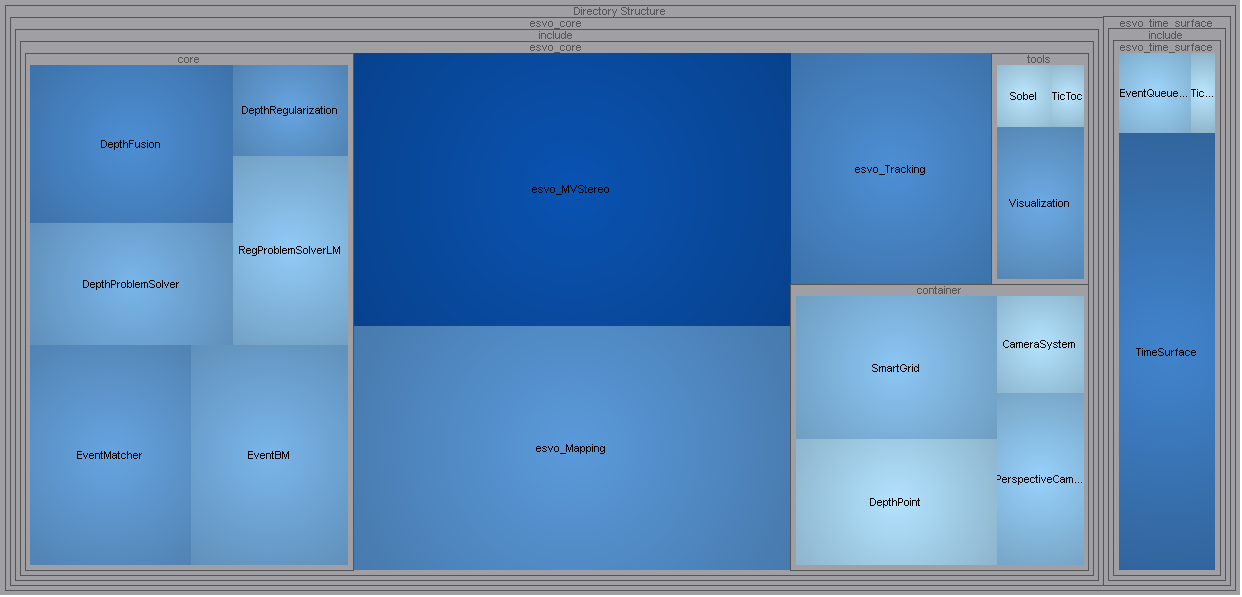 Directory Structure
esvo_core
include
esvo_core
core
DepthFusion
DepthRegularization
RegProblemSolverLM
DepthProblemSolver
EventMatcher
EventBM
esvo_MVStereo
esvo_Mapping
esvo_Tracking
tools
Sobel
TicToc
Visualization
container
SmartGrid
CameraSystem
DepthPoint
PerspectiveCam...
esvo_time_surface
include
esvo_time_surface
EventQueue...
Tic...
TimeSurface